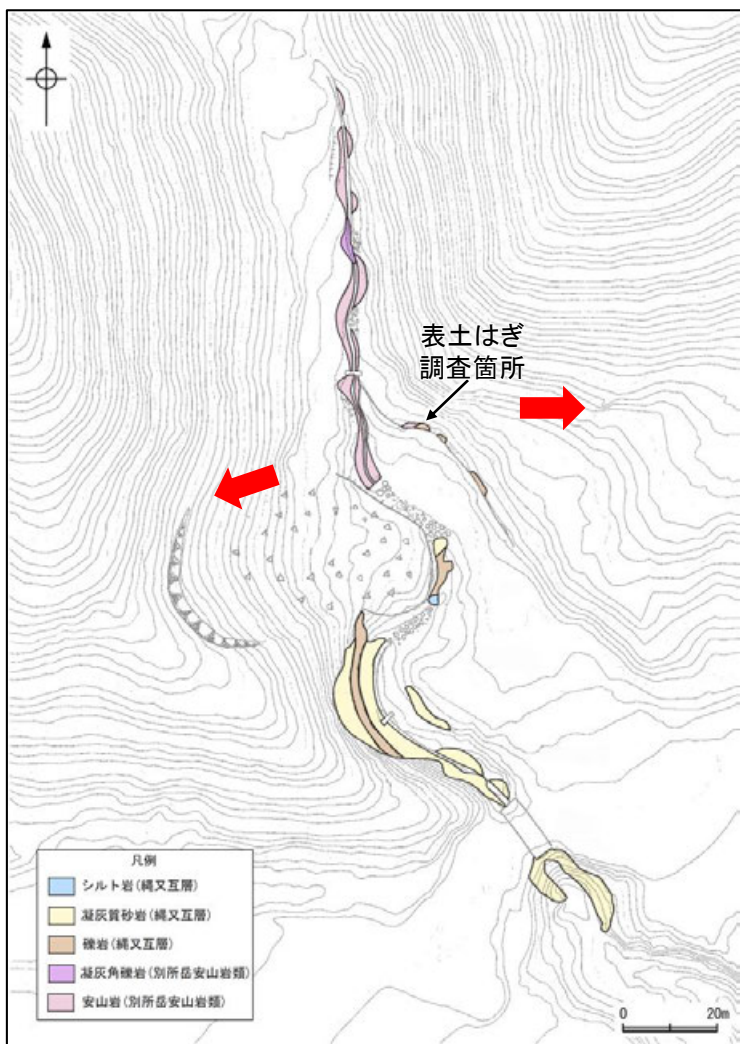 表土はぎ
調査箇所
凡例
シルト岩(縄又互層)
凝灰質砂岩(縄又互層)
礫岩(縄又互層)
凝灰角礫岩(別所岳安山岩類)
安山岩(別所岳安山岩類)
0 20m